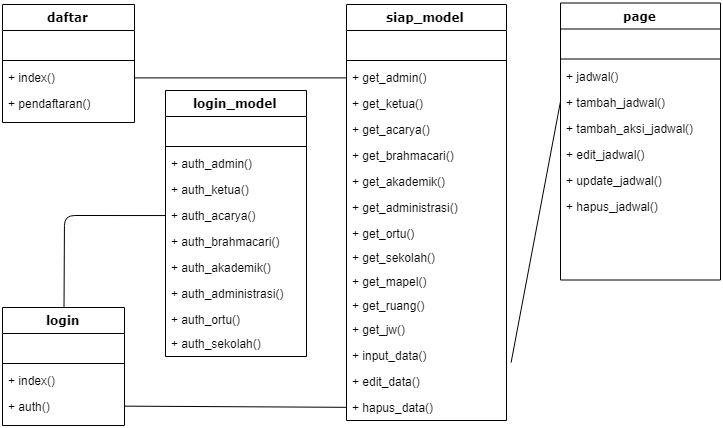 daftar
+ index()
+ pendaftaran()
login_model
+ auth_admin()
+ auth_ketua()
+ auth_acarya()
+ auth_brahmacari()
+ auth_akademik()
+ auth_administrasi()
+ auth_ortu()
+ auth_sekolah()
login
+ index()
+ auth()
siap_model
+ get_admin()
+ get_ketua()
+ get_acarya()
+ get_brahmacari()
+ get_akademik()
+ get_administrasi()
+ get_ortu()
+ get_sekolah()
+ get_mapel()
+ get_ruang()
+ get_jw()
+ input_data()
+ edit_data()
+ hapus_data()
page
+ jadwal()
+ tambah_jadwal()
+ tambah_aksi_jadwal()
+ edit_jadwal()
+ update_jadwal()
+ hapus_jadwal()